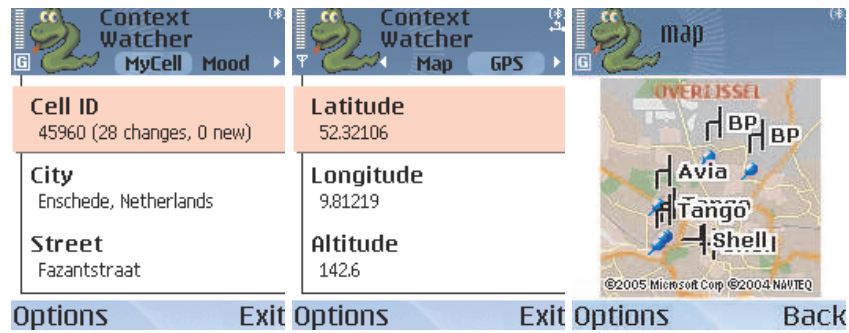 Context
Watcher
G
MyCell Mood
Cell ID
45960 (28 changes, 0 new)
City
Enschede, Netherlands
Street
Fazantstraat
Options Exit
Context
Watcher
Map GPS
Latitude
52.32106
Longitude
9.81219
Altitude
142.6
Options Exit
map
G
OVERIJSSEL
BP
BP
Avia
Tango
Shell
©2005 Microsoft Corp ©2004 NAVTEQ
Options Back